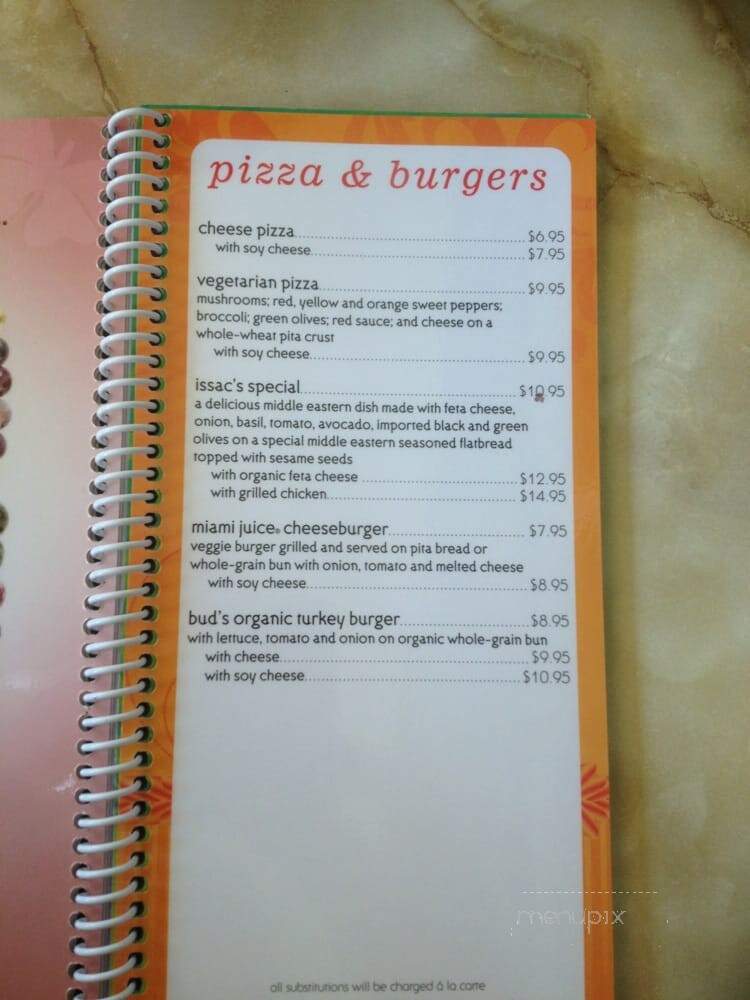 pizza & burgers
cheese pizza $6.95
with soy cheese $7.95
vegetarian pizza $9.95
mushrooms; red, yellow and orange sweet peppers;
broccoli; green olives; red sauce; and cheese on a
whole-wheat pita crust
with soy cheese $9.95
issac's special $10.95
a delicious middle eastern dish made with feta cheese,
onion, basil, tomato, avocado, imported black and green
olives on a special middle eastern seasoned flatbread
topped with sesame seeds
with organic feta cheese $12.95
with grilled chicken $14.95
miami juice® cheeseburger $7.95
veggie burger grilled and served on pita bread or
whole-grain bun with onion, tomato and melted cheese
with soy cheese $8.95
bud's organic turkey burger $8.95
with lettuce, tomato and onion on organic whole-grain bun
with cheese $9.95
with soy cheese $10.95
menupix
all substitutions will be charged á la carte